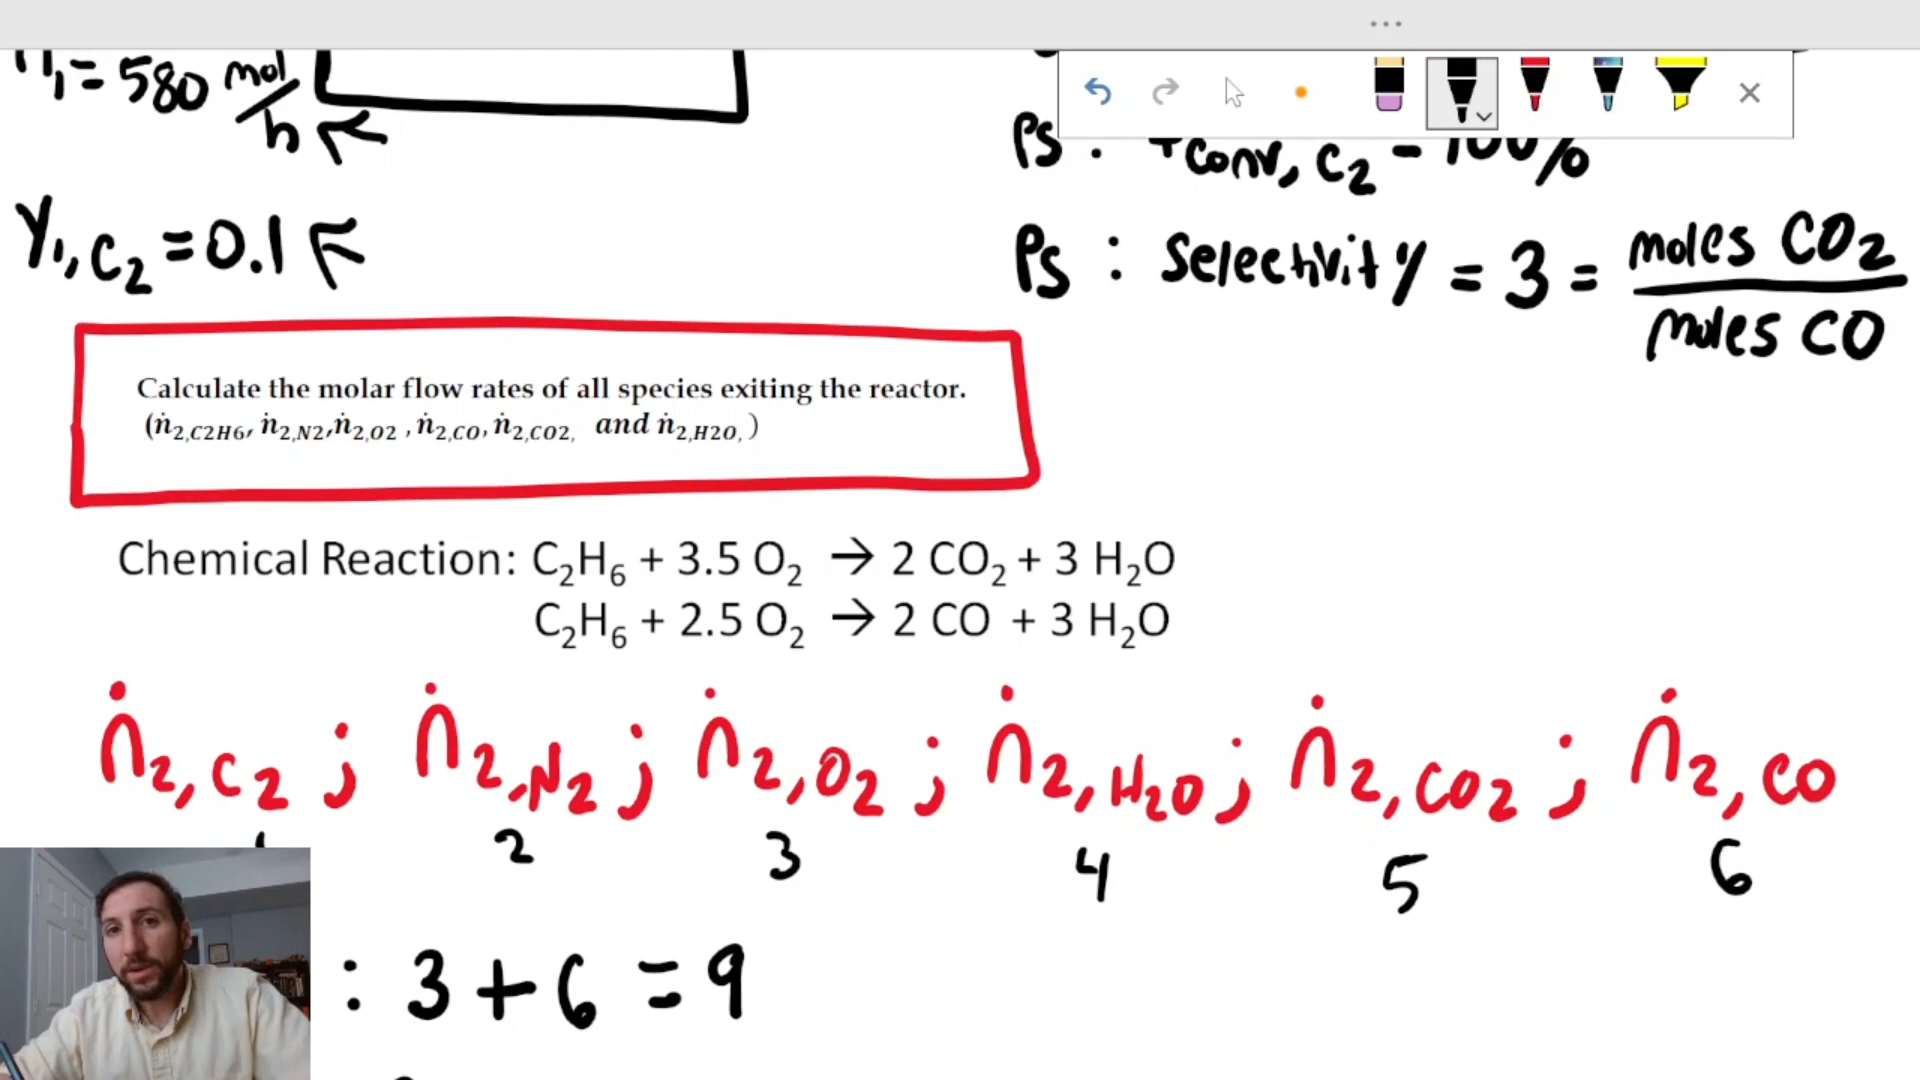 ṅ₁ = 580 mol/h
Y₁,C₂ = 0.1
PS : fconv, C₂ = 100%
PS : Selectivity = 3 = moles CO₂ / moles CO
Calculate the molar flow rates of all species exiting the reactor.
(ṅ₂,C2H6, ṅ₂,N2, ṅ₂,O2 , ṅ₂,CO, ṅ₂,CO2, and ṅ₂,H2O, )
Chemical Reaction: C₂H₆ + 3.5 O₂ → 2 CO₂ + 3 H₂O
C₂H₆ + 2.5 O₂ → 2 CO + 3 H₂O
ṅ₂,C₂ ; ṅ₂,N₂ ; ṅ₂,O₂ ; ṅ₂,H₂O ; ṅ₂,CO₂ ; ṅ₂,CO
2 3 4 5 6
: 3 + 6 = 9